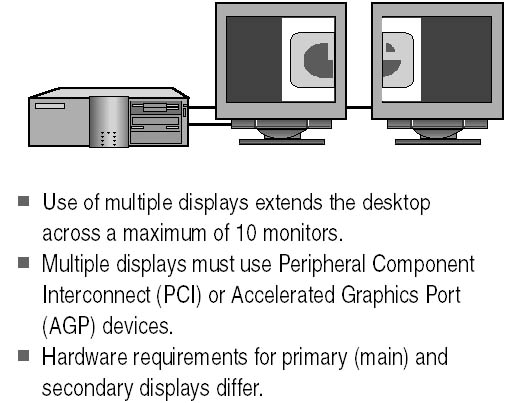 ■ Use of multiple displays extends the desktop
across a maximum of 10 monitors.
■ Multiple displays must use Peripheral Component
Interconnect (PCI) or Accelerated Graphics Port
(AGP) devices.
■ Hardware requirements for primary (main) and
secondary displays differ.